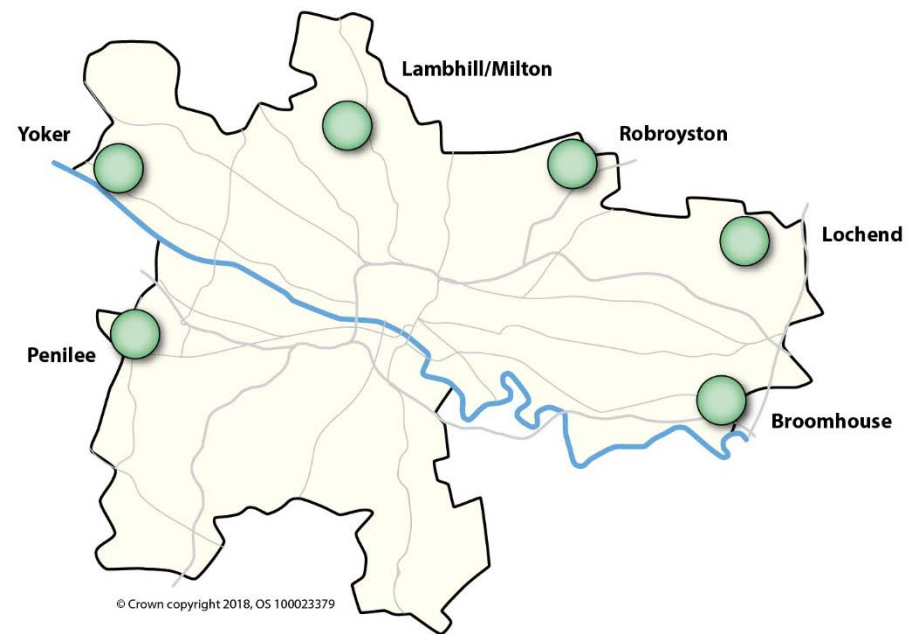 Lambhill/Milton
Yoker
Robroyston
Lochend
Penilee
Broomhouse
© Crown copyright 2018, OS 100023379